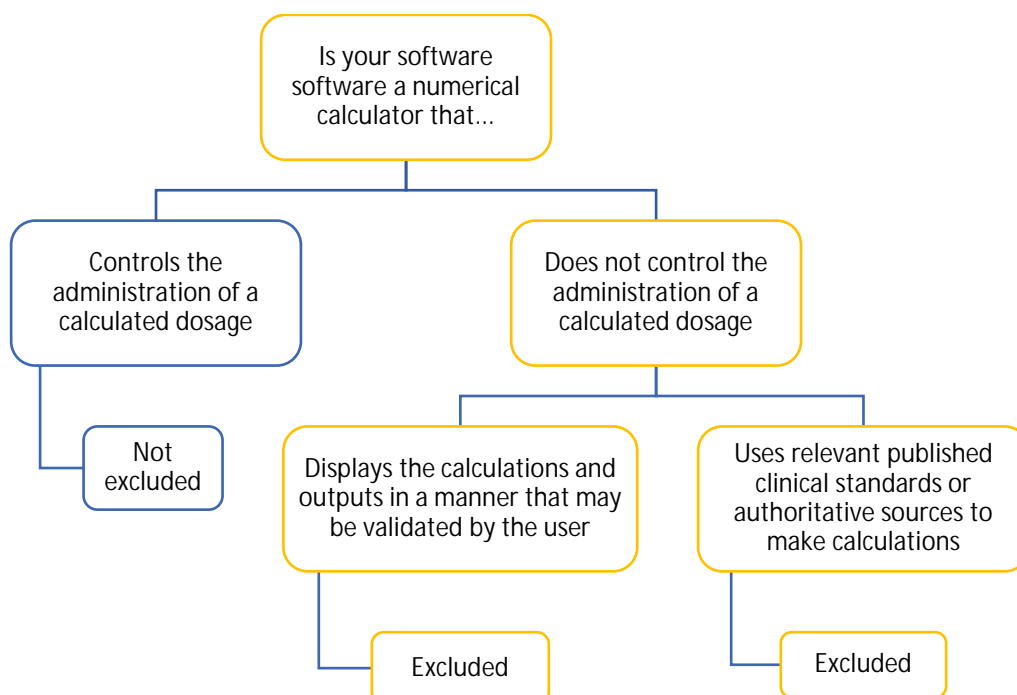 Is your software
software a numerical
calculator that...
Controls the
administration of a
calculated dosage
Does not control the
administration of a
calculated dosage
Not
excluded
Displays the calculations and
outputs in a manner that may
be validated by the user
Uses relevant published
clinical standards or
authoritative sources to
make calculations
Excluded
Excluded